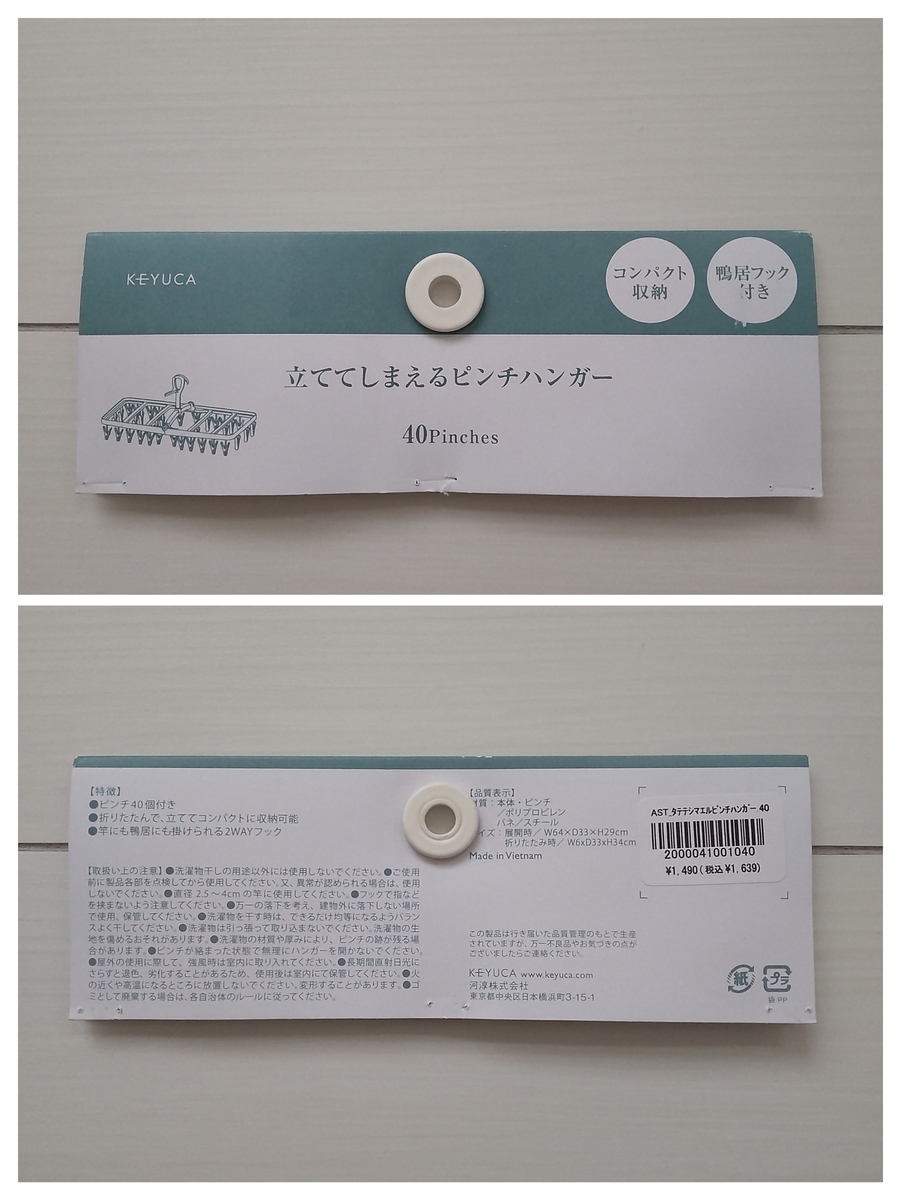 KEYUCA
コンパクト
収納
鴨居フック
付き
立ててしまえるピンチハンガー
40Pinches
【特徴】
●ピンチ40個付き
●折りたたんで、立ててコンパクトに収納可能
●竿にも鴨居にも掛けられる2WAYフック
【取扱い上の注意】●洗濯物干しの用途以外には使用しないでください。●ご使用
前に製品各部を点検してから使用してください。又、異常が認められる場合は、使用
しないでください。●直径2.5～4cmの竿に使用してください。●フックで指など
を挟まないよう注意してください。●万一の落下を考え、建物外に落下しない場所
で使用、保管してください。●洗濯物を干す時は、できるだけ均等になるようバラン
スよく干してください。●洗濯物は引っ張って取り込まないでください。洗濯物の生
地を傷めるおそれがあります。●洗濯物の材質や厚みにより、ピンチの跡が残る場
合があります。●ピンチが絡まった状態で無理にハンガーを開かないでください。
●屋外の使用に際して、強風時は室内に取り入れてください。●長期間直射日光に
さらすと退色、劣化することがあるため、使用後は室内にて保管してください。●火
の近くや高温になるところに放置しないでください。変形することがあります。●ゴ
ミとして廃棄する場合は、各自治体のルールに従ってください。
【品質表示】
材質：本体・ピンチ
／ポリプロピレン
バネ／スチール
イズ：展開時／W64×D33×H29cm
折りたたみ時／W6xD33xH34cm
Made in Vietnam
この製品は行き届いた品質管理のもとで生産
されていますが、万一不良品やお気づきの点が
ございましたらご連絡ください。
KEYUCA www.keyuca.com
河淳株式会社
東京都中央区日本橋浜町3-15-1
AST_タテテシマエルピンチハンガー 40
2000041001040
¥1,490(税込¥1,639)
紙
プラ
袋 PP